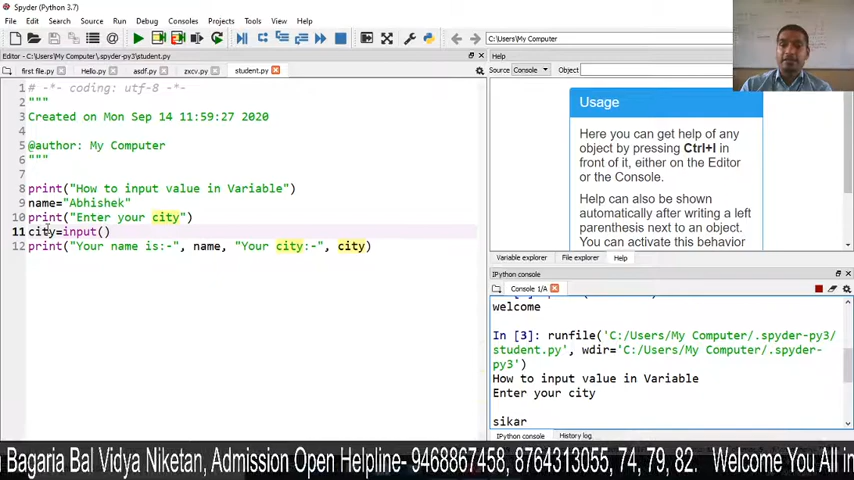 Spyder (Python 3.7)
File Edit Search Source Run Debug Consoles Projects Tools View Help
C:\Users\My Computer
Editor - C:\Users\My Computer\.spyder-py3\student.py
first file.py Hello.py asdf.py zxcv.py student.py
1 # -*- coding: utf-8 -*-
2 """
3 Created on Mon Sep 14 11:59:27 2020
4
5 @author: My Computer
6 """
7
8 print("How to input value in Variable")
9 name="Abhishek"
10 print("Enter your city")
11 city=input()
12 print("Your name is:-", name, "Your city:-", city)
Help
Source Console Object
Usage
Here you can get help of any
object by pressing Ctrl+I in
front of it, either on the Editor
or the Console.
Help can also be shown
automatically after writing a left
parenthesis next to an object.
You can activate this behavior
Variable explorer File explorer Help
IPython console
Console 1/A
welcome
In [3]: runfile('C:/Users/My Computer/.spyder-py3/
student.py', wdir='C:/Users/My Computer/.spyder-
py3')
How to input value in Variable
Enter your city
sikar
IPython console History log
Bagaria Bal Vidya Niketan, Admission Open Helpline- 9468867458, 8764313055, 74, 79, 82. Welcome You All in